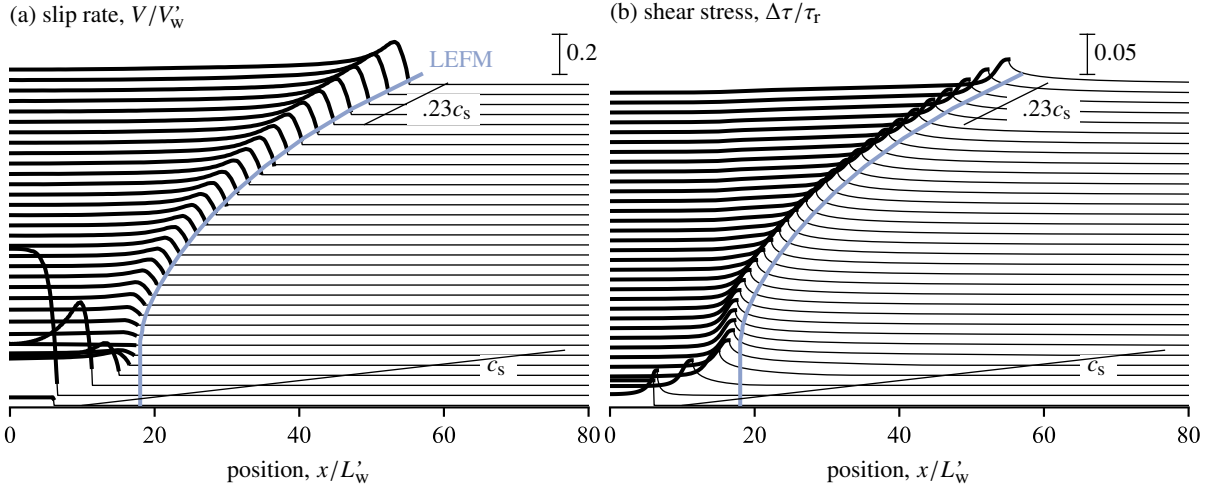 (a) slip rate, V/V'w
(b) shear stress, Δτ/τr
0.2
0.05
LEFM
.23cs
.23cs
cs
cs
0 20 40 60 80
0 20 40 60 80
position, x/L'w
position, x/L'w